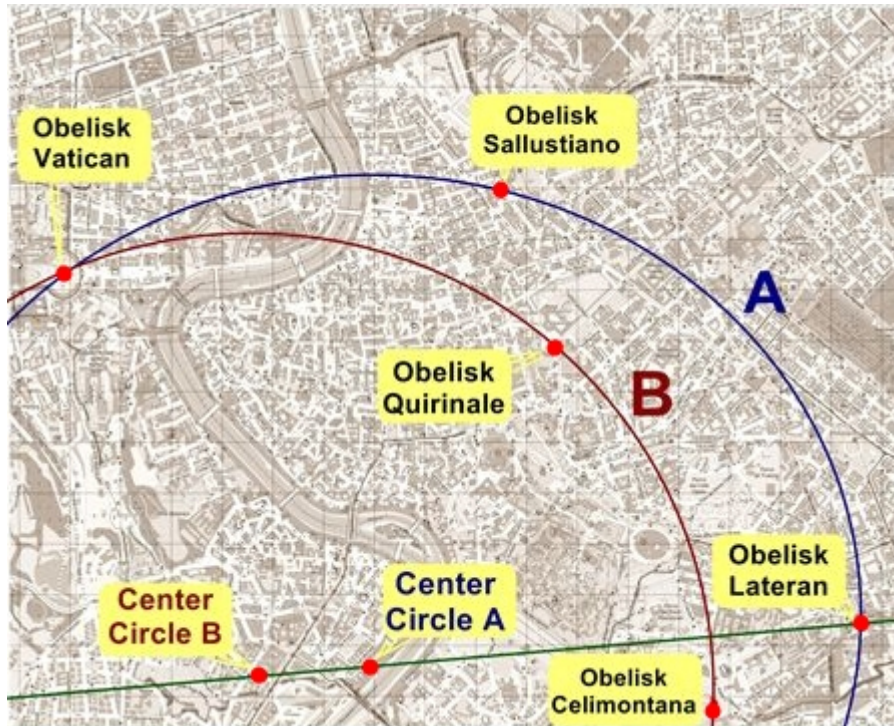 Obelisk
Vatican
Obelisk
Sallustiano
A
Obelisk
Quirinale
B
Obelisk
Lateran
Center
Circle B
Center
Circle A
Obelisk
Celimontana